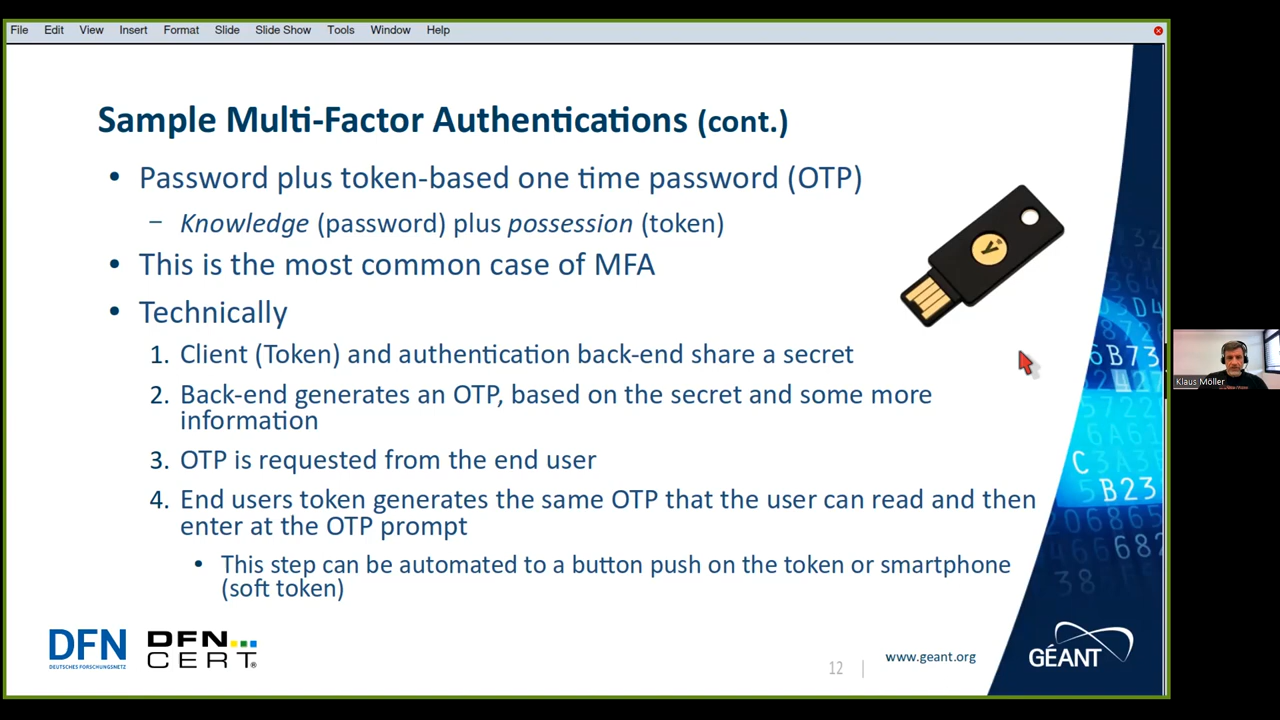 File Edit View Insert Format Slide Slide Show Tools Window Help
Sample Multi-Factor Authentications (cont.)
• Password plus token-based one time password (OTP)
– Knowledge (password) plus possession (token)
• This is the most common case of MFA
• Technically
1. Client (Token) and authentication back-end share a secret
2. Back-end generates an OTP, based on the secret and some more
information
3. OTP is requested from the end user
4. End users token generates the same OTP that the user can read and then
enter at the OTP prompt
• This step can be automated to a button push on the token or smartphone
(soft token)
y
6B73
42
C
B23
682
38
Klaus Möller
DFN
DEUTSCHES FORSCHUNGSNETZ
DFN
CERT®
12
www.geant.org
GÉANT